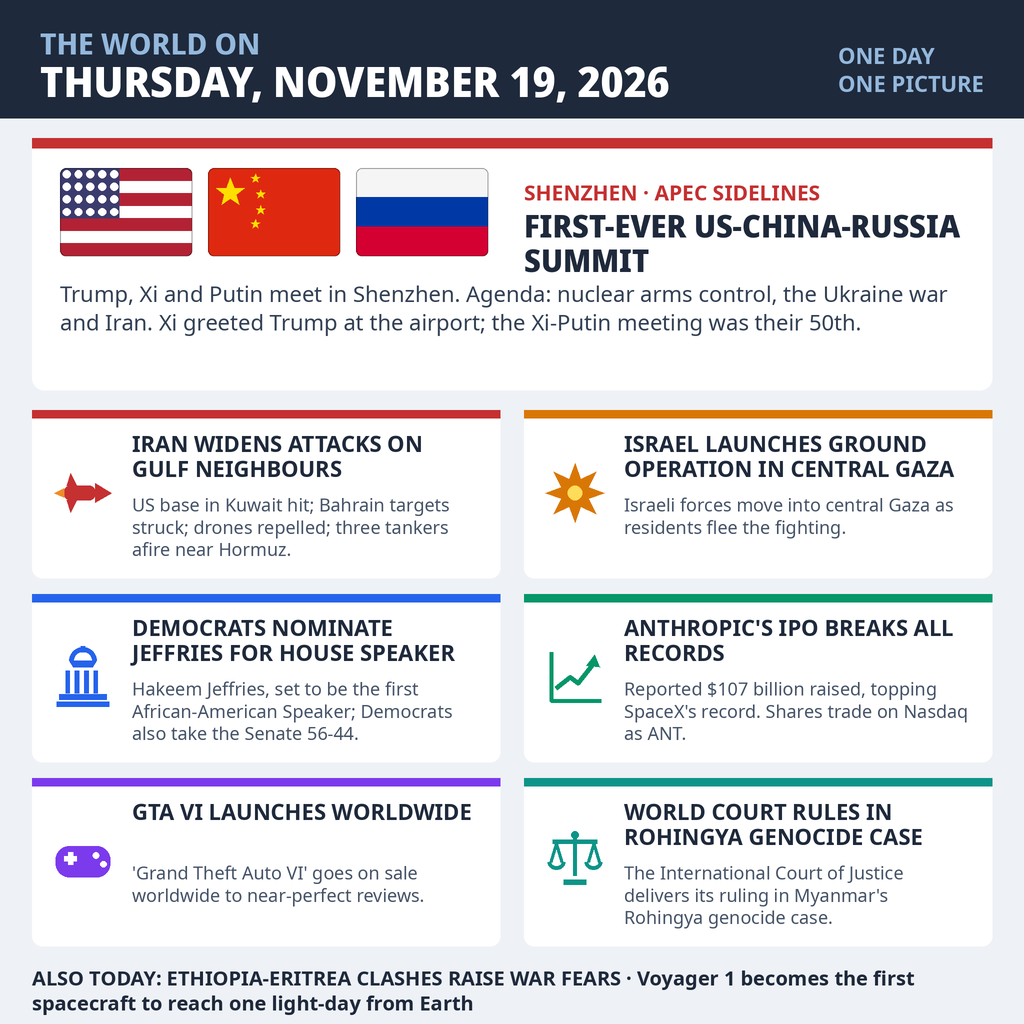 THE WORLD ON
THURSDAY, NOVEMBER 19, 2026
ONE DAY
ONE PICTURE
SHENZHEN · APEC SIDELINES
FIRST-EVER US-CHINA-RUSSIA
SUMMIT
Trump, Xi and Putin meet in Shenzhen. Agenda: nuclear arms control, the Ukraine war
and Iran. Xi greeted Trump at the airport; the Xi-Putin meeting was their 50th.
IRAN WIDENS ATTACKS ON
GULF NEIGHBOURS
US base in Kuwait hit; Bahrain targets
struck; drones repelled; three tankers
afire near Hormuz.
ISRAEL LAUNCHES GROUND
OPERATION IN CENTRAL GAZA
Israeli forces move into central Gaza as
residents flee the fighting.
DEMOCRATS NOMINATE
JEFFRIES FOR HOUSE SPEAKER
Hakeem Jeffries, set to be the first
African-American Speaker; Democrats
also take the Senate 56-44.
ANTHROPIC'S IPO BREAKS ALL
RECORDS
Reported $107 billion raised, topping
SpaceX's record. Shares trade on Nasdaq
as ANT.
GTA VI LAUNCHES WORLDWIDE
'Grand Theft Auto VI' goes on sale
worldwide to near-perfect reviews.
WORLD COURT RULES IN
ROHINGYA GENOCIDE CASE
The International Court of Justice
delivers its ruling in Myanmar's
Rohingya genocide case.
ALSO TODAY: ETHIOPIA-ERITREA CLASHES RAISE WAR FEARS · Voyager 1 becomes the first
spacecraft to reach one light-day from Earth